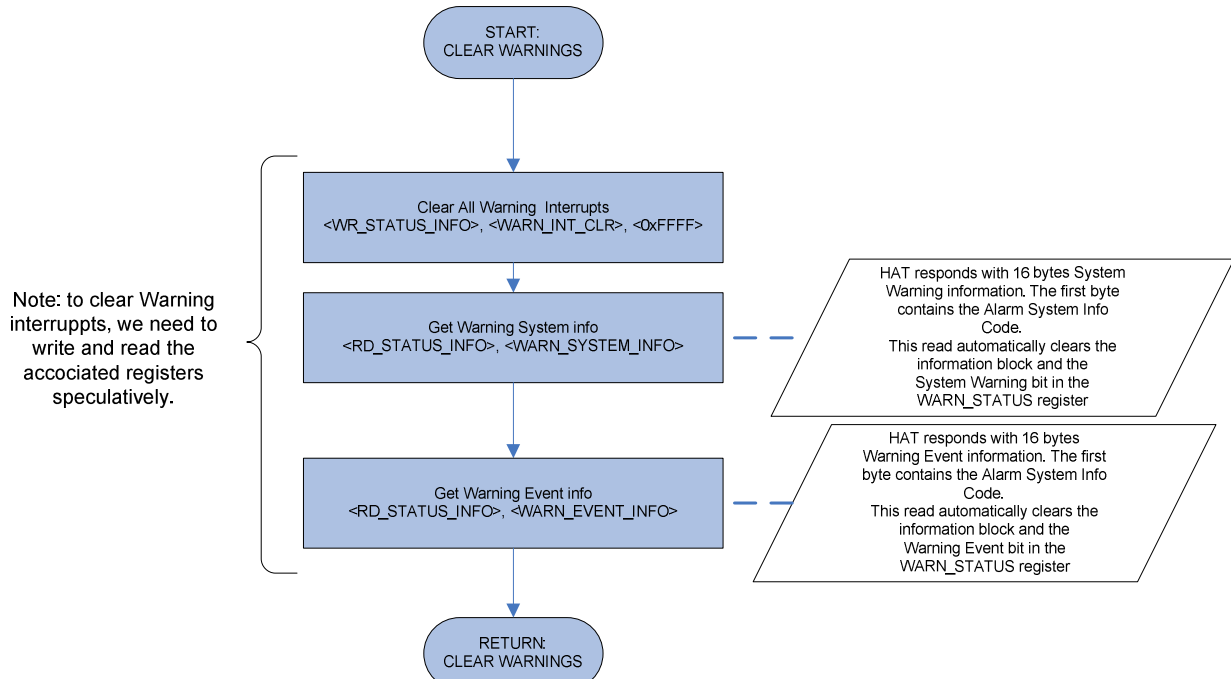 START:
CLEAR WARNINGS
Note: to clear Warning
interruppts, we need to
write and read the
accociated registers
speculatively.
Clear All Warning Interrupts
<WR_STATUS_INFO>, <WARN_INT_CLR>, <0xFFFF>
Get Warning System info
<RD_STATUS_INFO>, <WARN_SYSTEM_INFO>
HAT responds with 16 bytes System
Warning information. The first byte
contains the Alarm System Info
Code.
This read automatically clears the
information block and the
System Warning bit in the
WARN_STATUS register
Get Warning Event info
<RD_STATUS_INFO>, <WARN_EVENT_INFO>
HAT responds with 16 bytes
Warning Event information. The first
byte contains the Alarm System Info
Code.
This read automatically clears the
information block and the
Warning Event bit in the
WARN_STATUS register
RETURN:
CLEAR WARNINGS